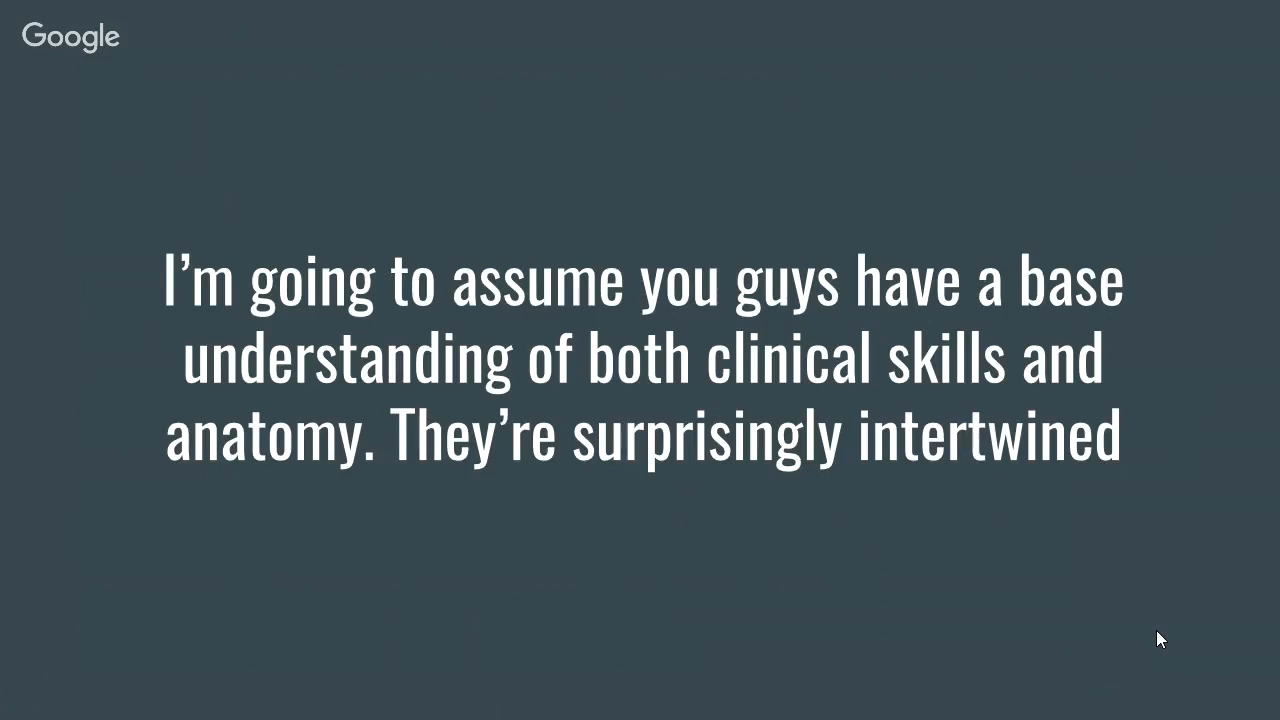 Google
I’m going to assume you guys have a base
understanding of both clinical skills and
anatomy. They’re surprisingly intertwined